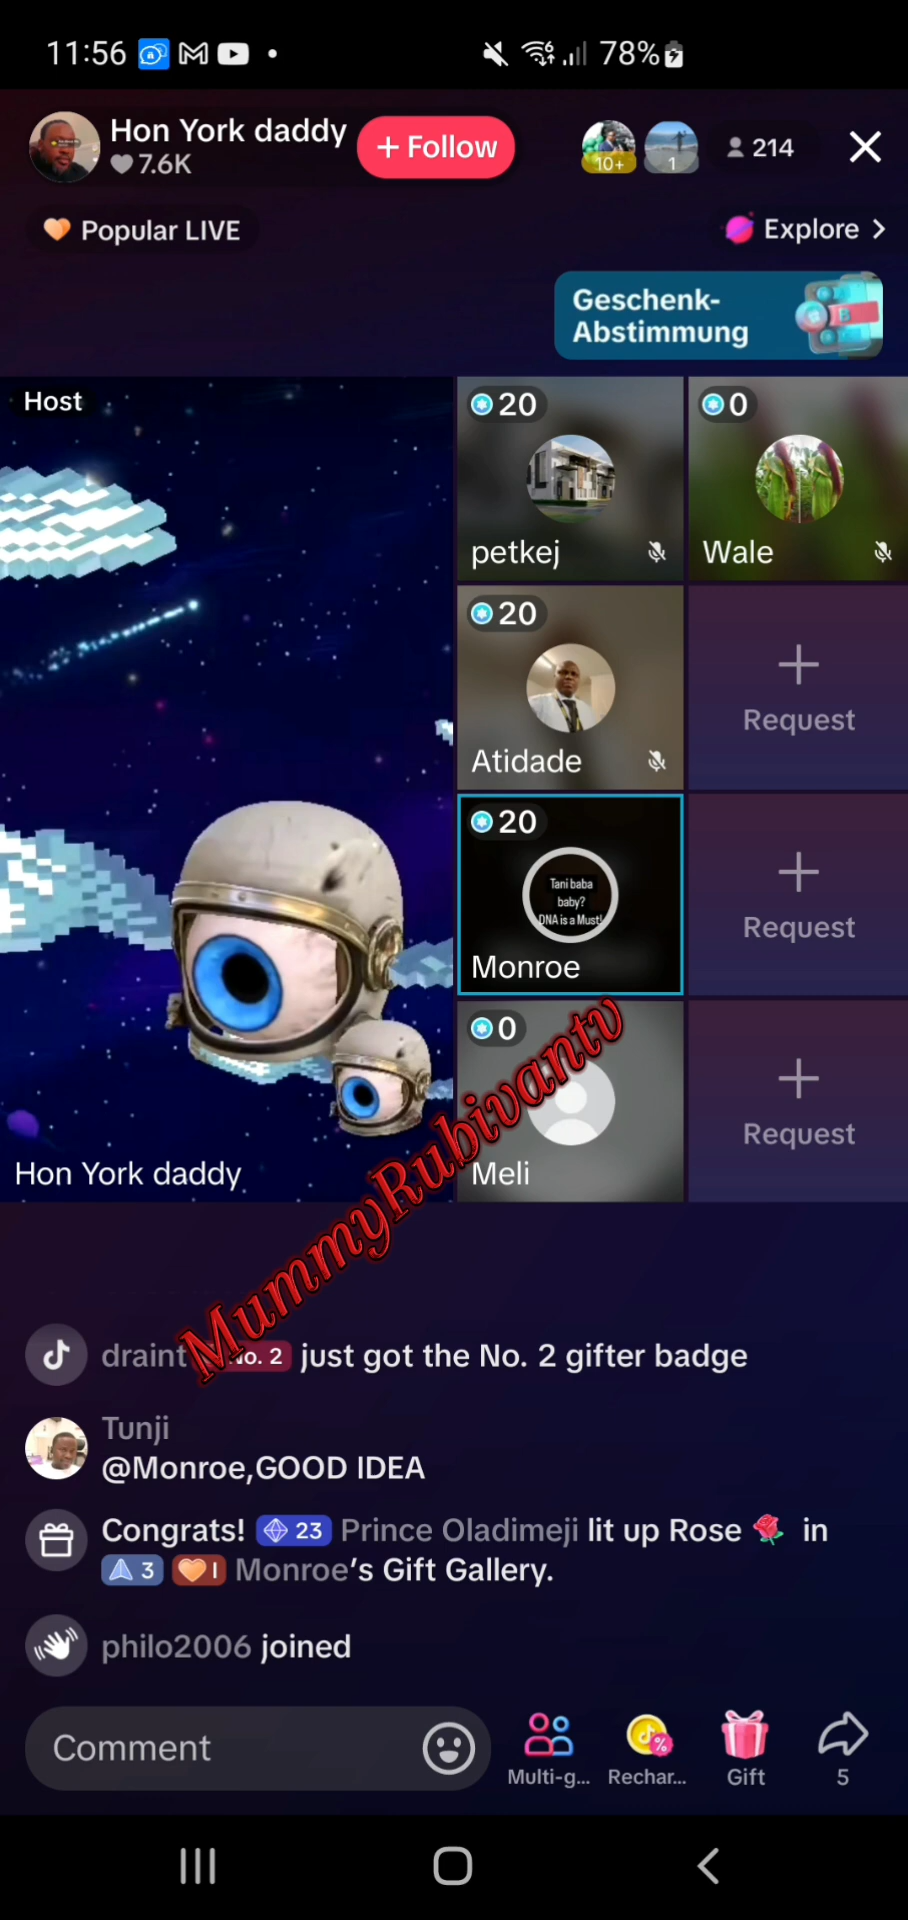 11:56
78%
Hon York daddy
7.6K
+ Follow
10+
1
214
Popular LIVE
Explore >
Geschenk-
Abstimmung
Host
20
petkej
0
Wale
20
Atidade
Request
20
Tani baba
baby?
DNA is a Must!
Monroe
Request
0
Meli
Request
Hon York daddy
MummyRubivantv
draint No. 2 just got the No. 2 gifter badge
Tunji
@Monroe,GOOD IDEA
Congrats! 23 Prince Oladimeji lit up Rose 🌹 in
3 I Monroe's Gift Gallery.
philo2006 joined
Comment
Multi-g...
Rechar...
Gift
5